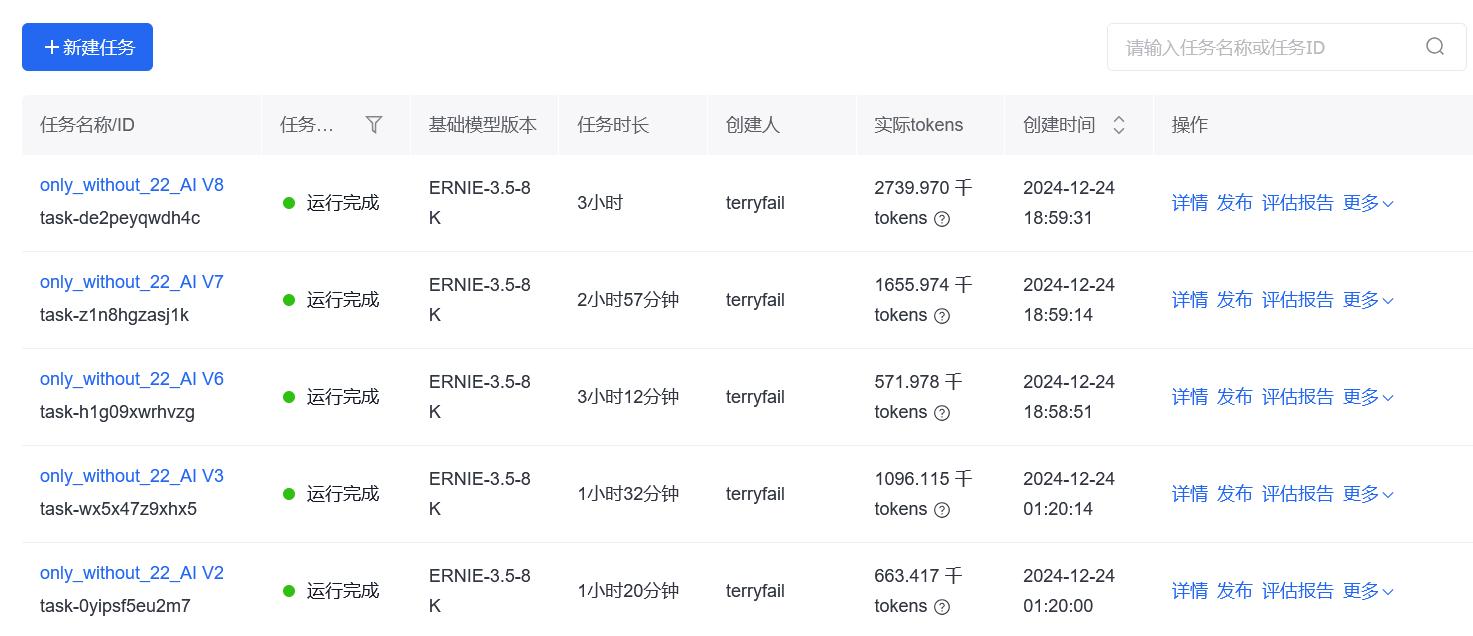 新建任务
请输入任务名称或任务ID
任务名称/ID 任务... 基础模型版本 任务时长 创建人 实际tokens 创建时间 操作
only_without_22_AI V8
task-de2peyqwdh4c
运行完成
ERNIE-3.5-8
K
3小时
terryfail
2739.970 千
tokens
2024-12-24
18:59:31
详情 发布 评估报告 更多
only_without_22_AI V7
task-z1n8hgzasj1k
运行完成
ERNIE-3.5-8
K
2小时57分钟
terryfail
1655.974 千
tokens
2024-12-24
18:59:14
详情 发布 评估报告 更多
only_without_22_AI V6
task-h1g09xwrhvzg
运行完成
ERNIE-3.5-8
K
3小时12分钟
terryfail
571.978 千
tokens
2024-12-24
18:58:51
详情 发布 评估报告 更多
only_without_22_AI V3
task-wx5x47z9xhx5
运行完成
ERNIE-3.5-8
K
1小时32分钟
terryfail
1096.115 千
tokens
2024-12-24
01:20:14
详情 发布 评估报告 更多
only_without_22_AI V2
task-0yipsf5eu2m7
运行完成
ERNIE-3.5-8
K
1小时20分钟
terryfail
663.417 千
tokens
2024-12-24
01:20:00
详情 发布 评估报告 更多